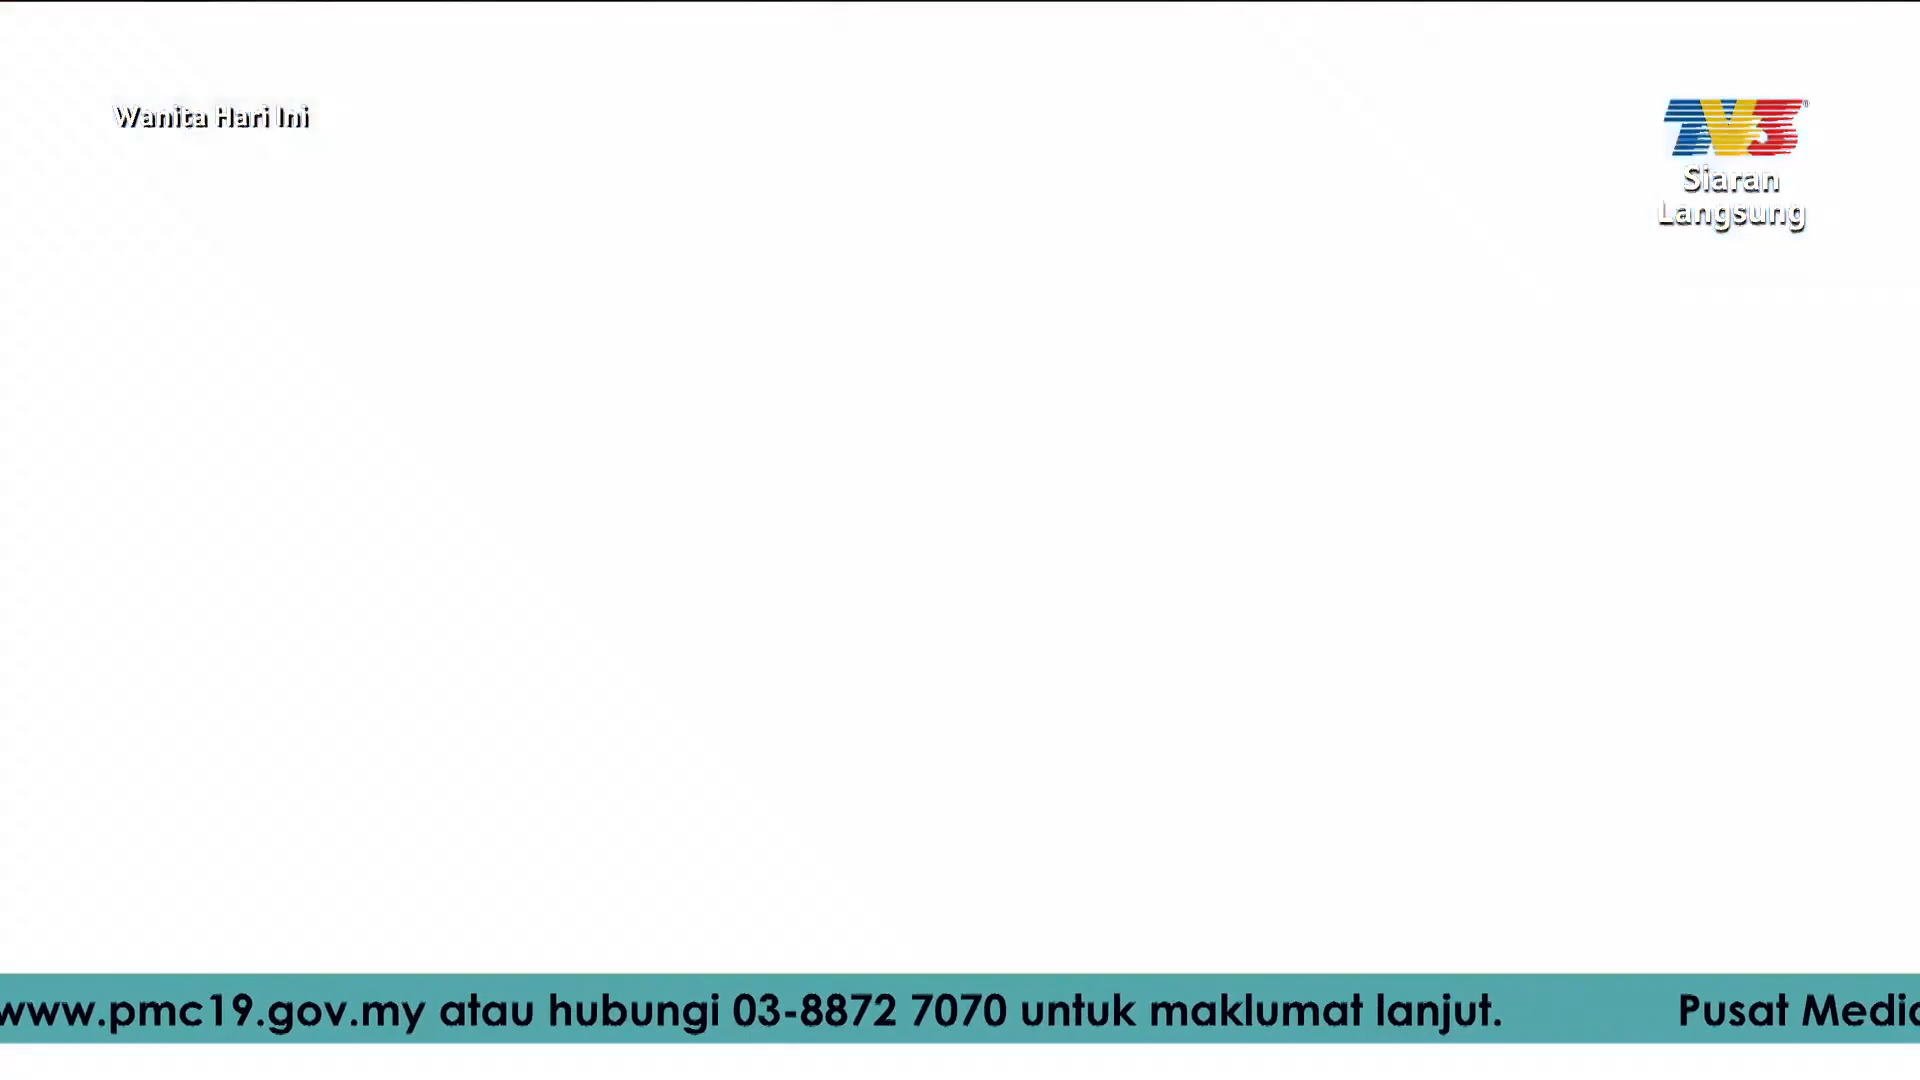 Wanita Hari Ini
TV3
Siaran
Langsung
www.pmc19.gov.my atau hubungi 03-8872 7070 untuk maklumat lanjut. Pusat